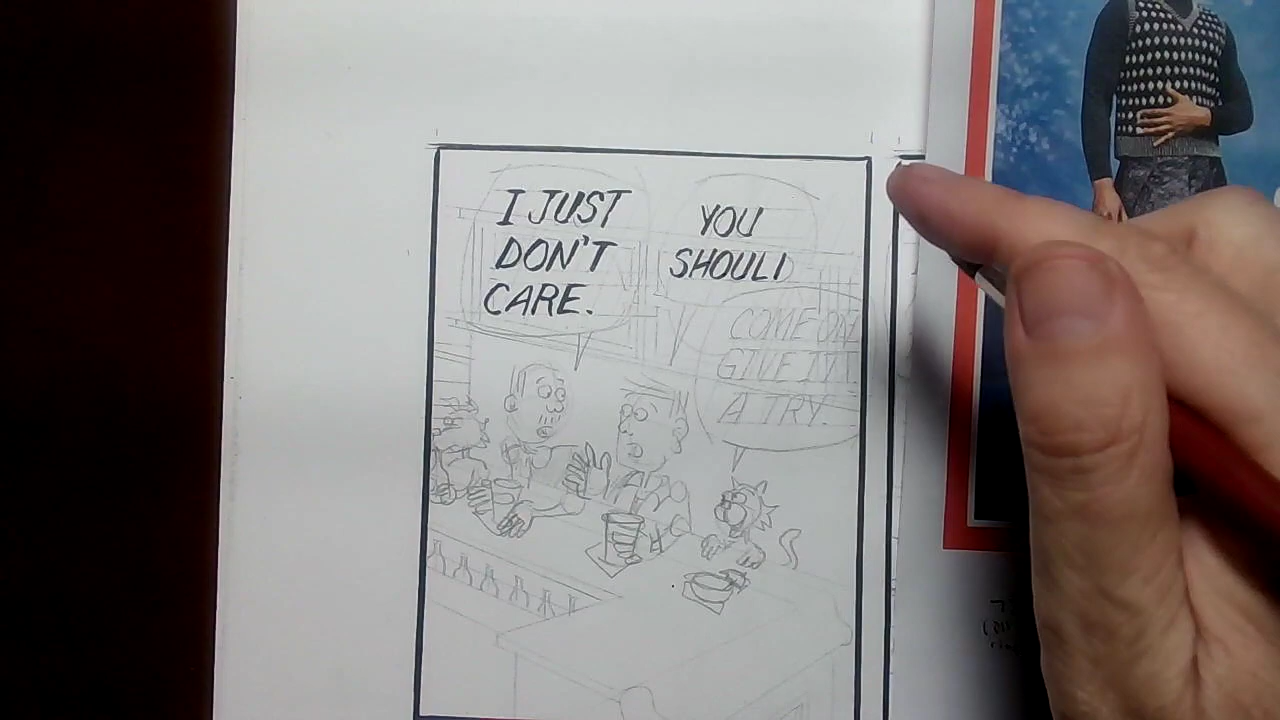 I JUST
DON'T
CARE.
YOU
SHOUL
COME ON
GIVE IT
A TRY.